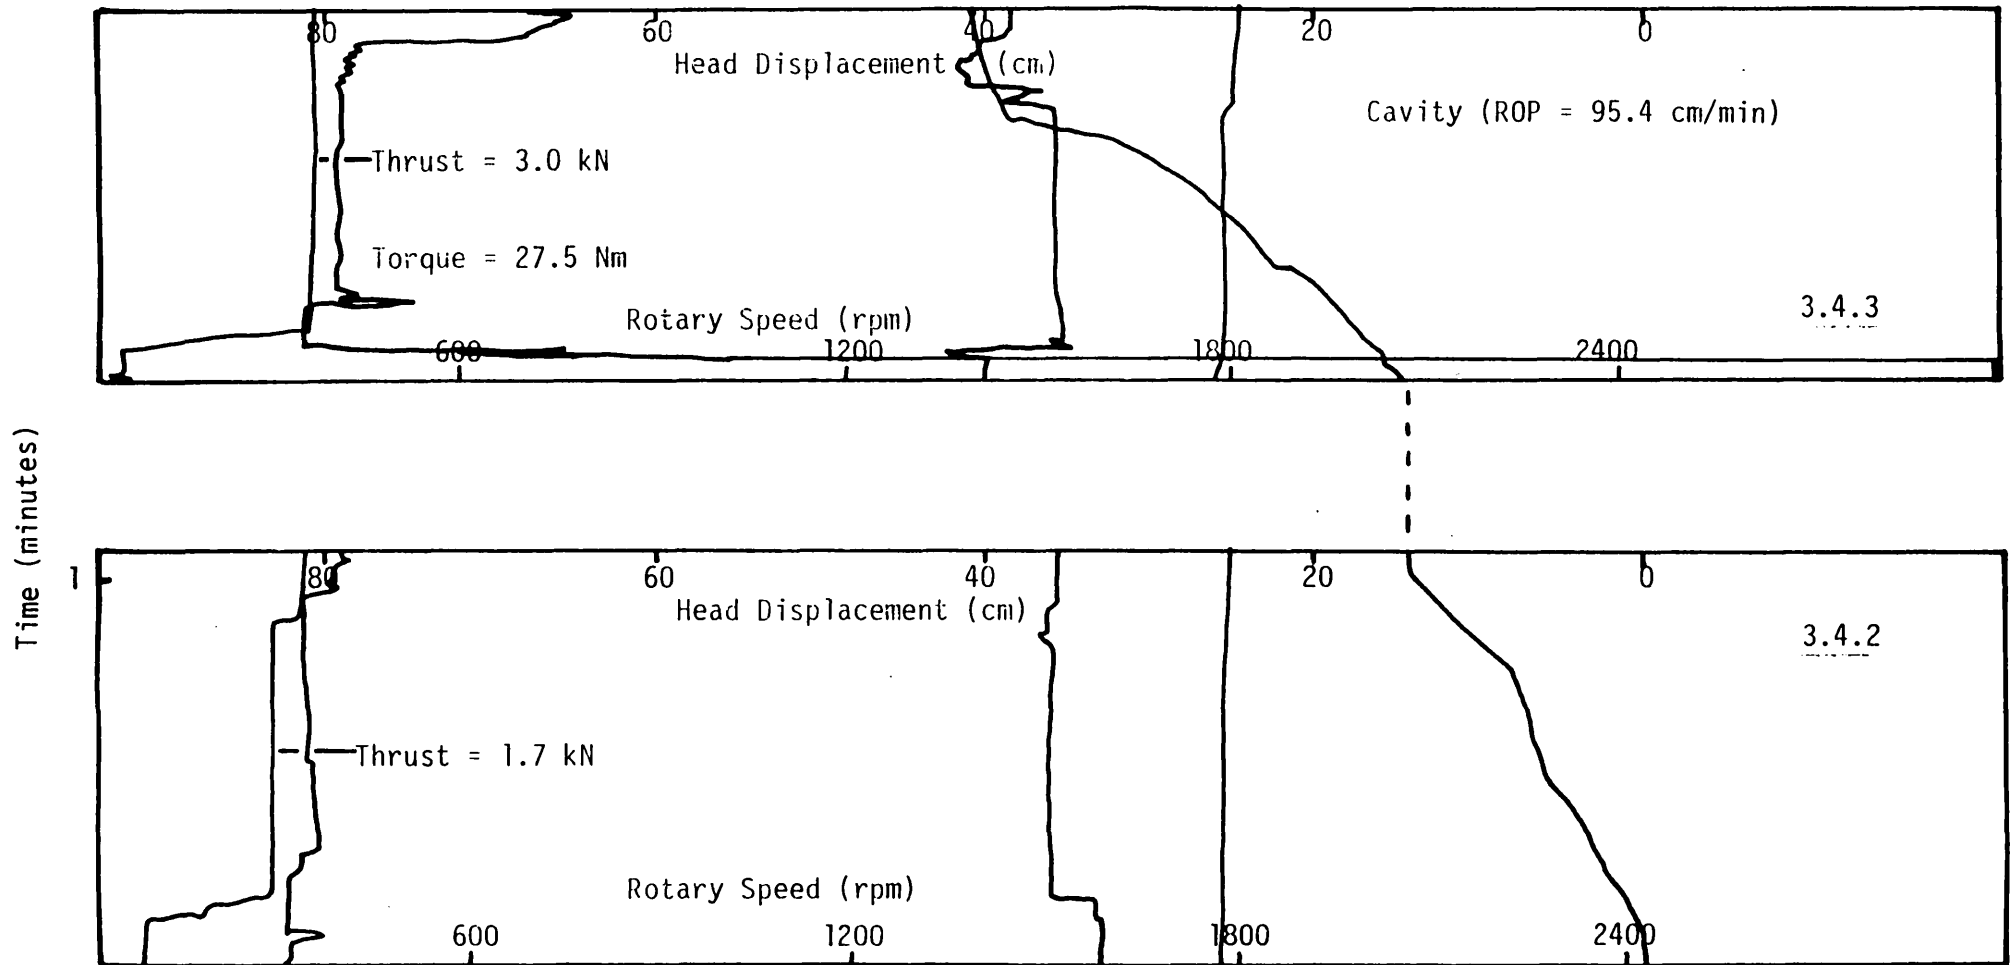 80 60 40 20 0
Head Displacement (cm)
Cavity (ROP = 95.4 cm/min)
Thrust = 3.0 kN
Torque = 27.5 Nm
3.4.3
Rotary Speed (rpm)
600 1200 1800 2400
Time (minutes)
1
80 60 40 20 0
Head Displacement (cm)
3.4.2
Thrust = 1.7 kN
Rotary Speed (rpm)
600 1200 1800 2400